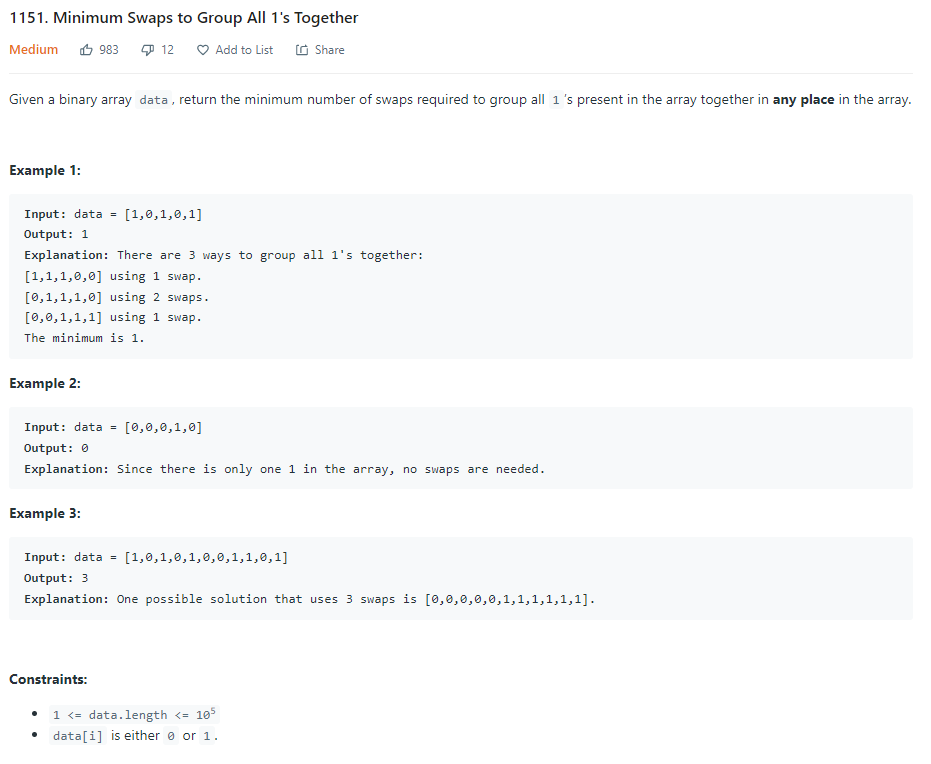 1151. Minimum Swaps to Group All 1's Together
Medium 983 12 Add to List Share
Given a binary array data, return the minimum number of swaps required to group all 1's present in the array together in any place in the array.
Example 1:
Input: data = [1,0,1,0,1]
Output: 1
Explanation: There are 3 ways to group all 1's together:
[1,1,1,0,0] using 1 swap.
[0,1,1,1,0] using 2 swaps.
[0,0,1,1,1] using 1 swap.
The minimum is 1.
Example 2:
Input: data = [0,0,0,1,0]
Output: 0
Explanation: Since there is only one 1 in the array, no swaps are needed.
Example 3:
Input: data = [1,0,1,0,1,0,0,1,1,0,1]
Output: 3
Explanation: One possible solution that uses 3 swaps is [0,0,0,0,0,1,1,1,1,1,1].
Constraints:
• 1 <= data.length <= 10⁵
• data[i] is either 0 or 1.